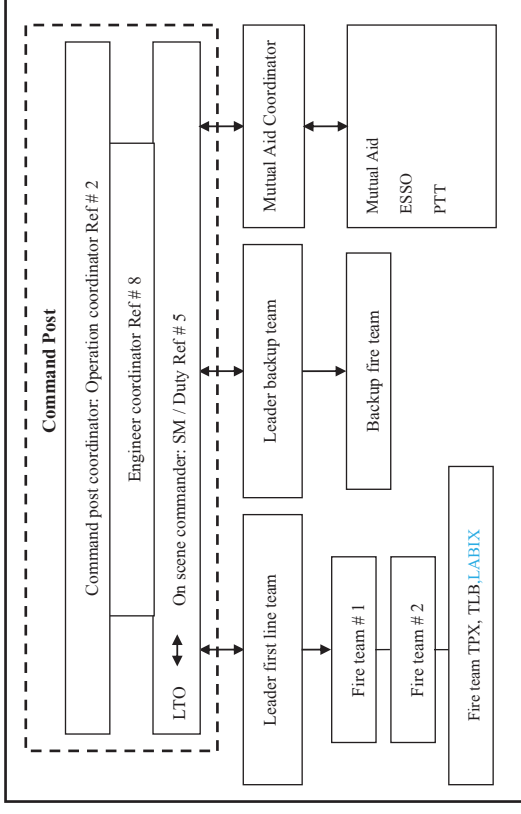 Command Post
Command post coordinator: Operation coordinator Ref # 2
Engineer coordinator Ref # 8
LTO On scene commander: SM / Duty Ref # 5
Leader first line team
Leader backup team
Mutual Aid Coordinator
Fire team # 1
Fire team # 2
Fire team TPX, TLB,LABIX
Backup fire team
Mutual Aid
ESSO
PTT